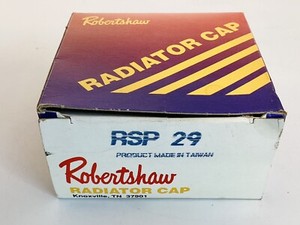 Robertshaw
RADIATOR CAP
RSP 29
PRODUCT MADE IN TAIWAN
Robertshaw
RADIATOR CAP
Knoxville, TN 37901